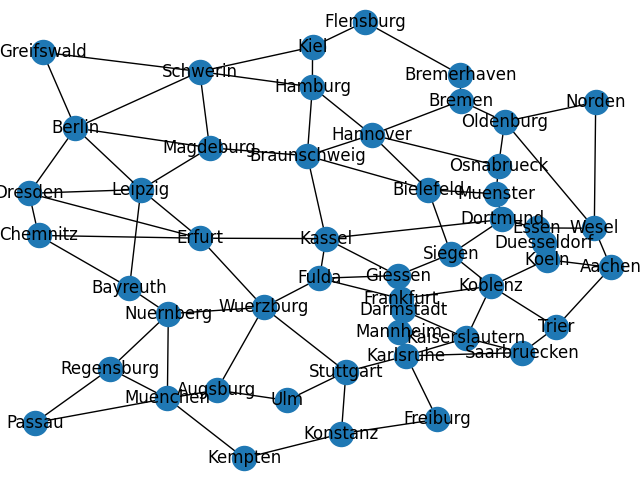 Flensburg
Greifswald
Kiel
Schwerin
Bremerhaven
Hamburg
Bremen
Norden
Oldenburg
Berlin
Hannover
Magdeburg
Braunschweig
Osnabrueck
Dresden
Leipzig
Bielefeld
Muenster
Dortmund
Essen
Wesel
Chemnitz
Erfurt
Kassel
Duesseldorf
Siegen
Koeln
Aachen
Fulda
Giessen
Bayreuth
Koblenz
Frankfurt
Wuerzburg
Darmstadt
Nuernberg
Trier
Mannheim
Kaiserslautern
Karlsruhe
Saarbruecken
Regensburg
Stuttgart
Augsburg
Muenchen
Ulm
Passau
Freiburg
Konstanz
Kempten